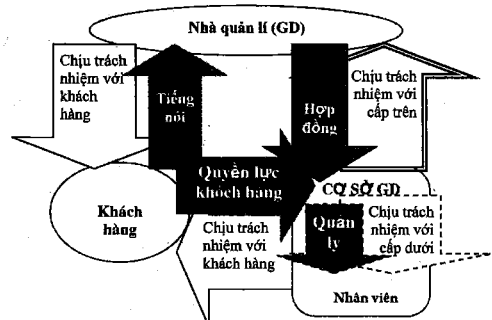 Nhà quản lí (GD)
Chịu trách
nhiệm với
khách
hàng
Tiếng
nói
Hợp
đồng
Chịu trách
nhiệm với
cấp trên
Quyền lực
khách hàng
Khách
hàng
Chịu trách
nhiệm với
khách hàng
CƠ SỞ GD
Quản
lý
Chịu trách
nhiệm với
cấp dưới
Nhân viên